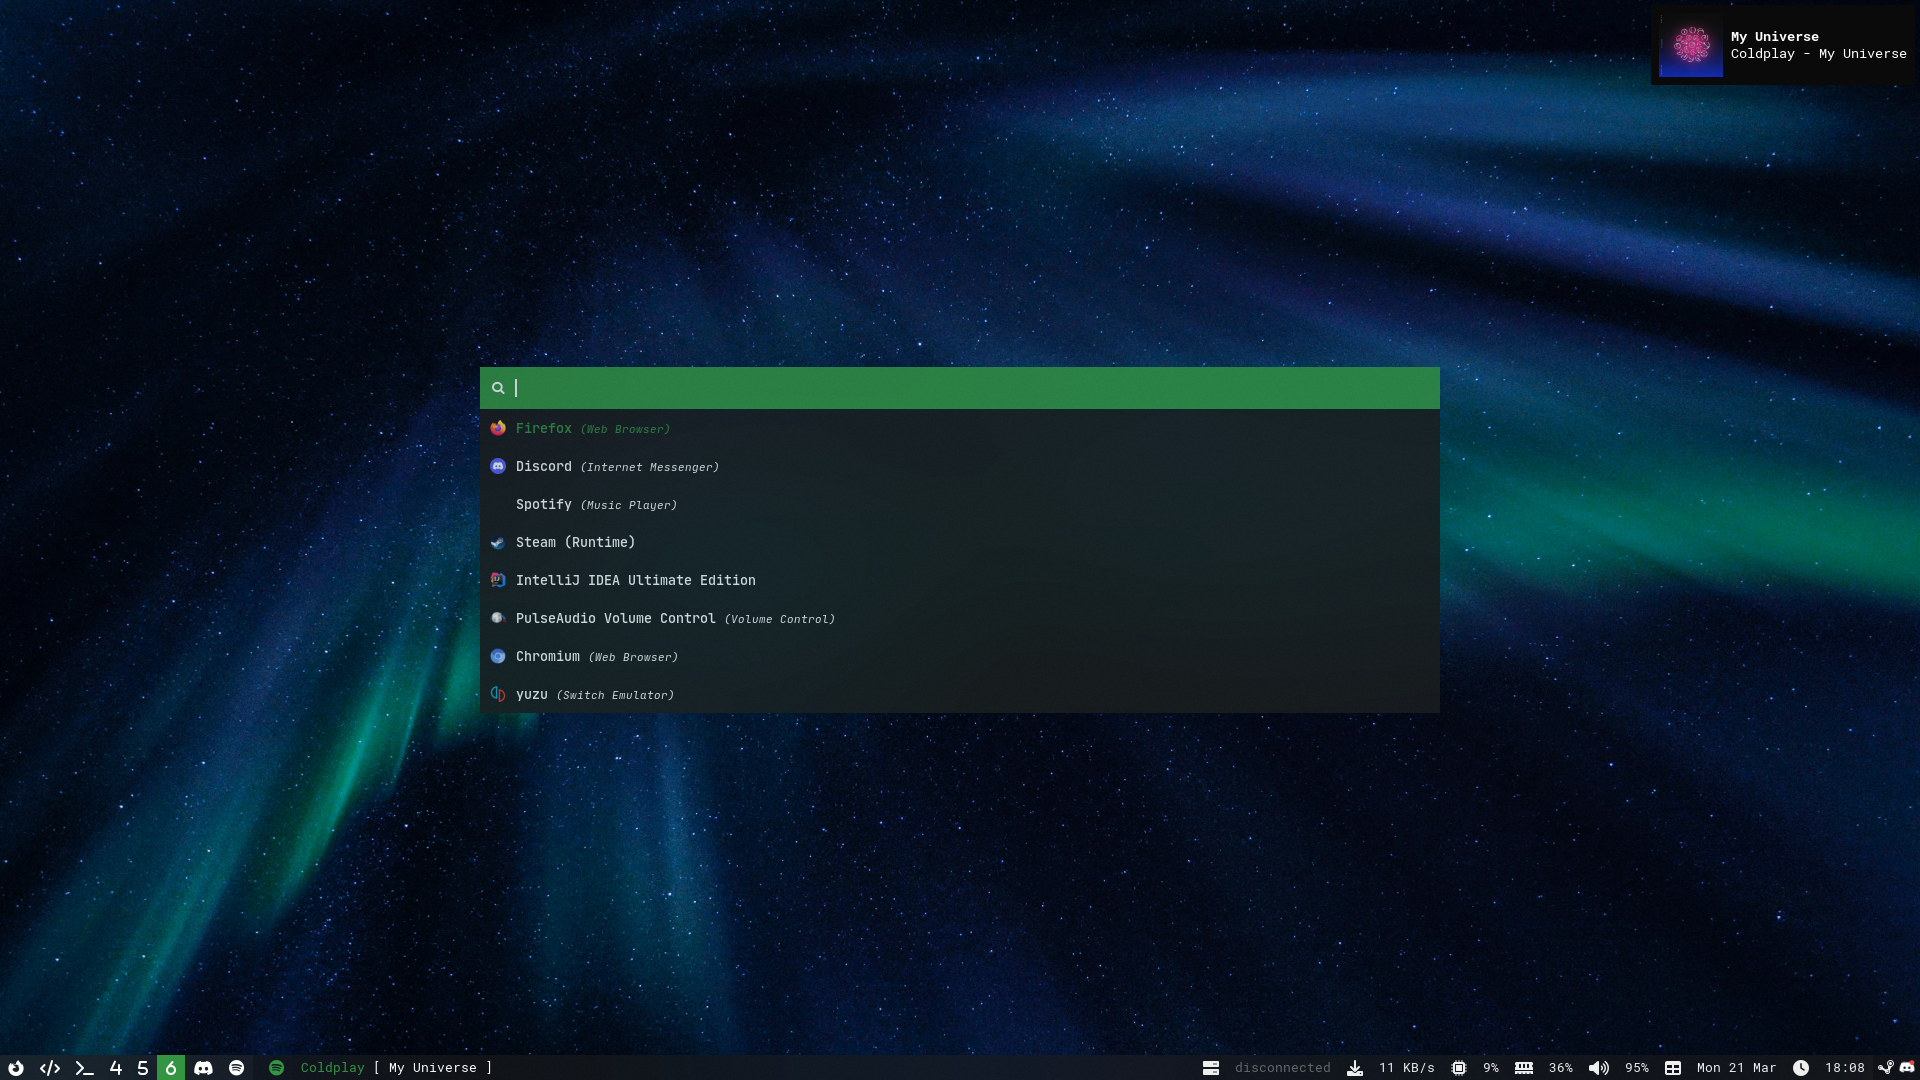 My Universe
Coldplay - My Universe
Firefox (Web Browser)
Discord (Internet Messenger)
Spotify (Music Player)
Steam (Runtime)
IntelliJ IDEA Ultimate Edition
PulseAudio Volume Control (Volume Control)
Chromium (Web Browser)
yuzu (Switch Emulator)
4 5 6 Coldplay [ My Universe ] disconnected 11 KB/s 9% 36% 95% Mon 21 Mar 18:08